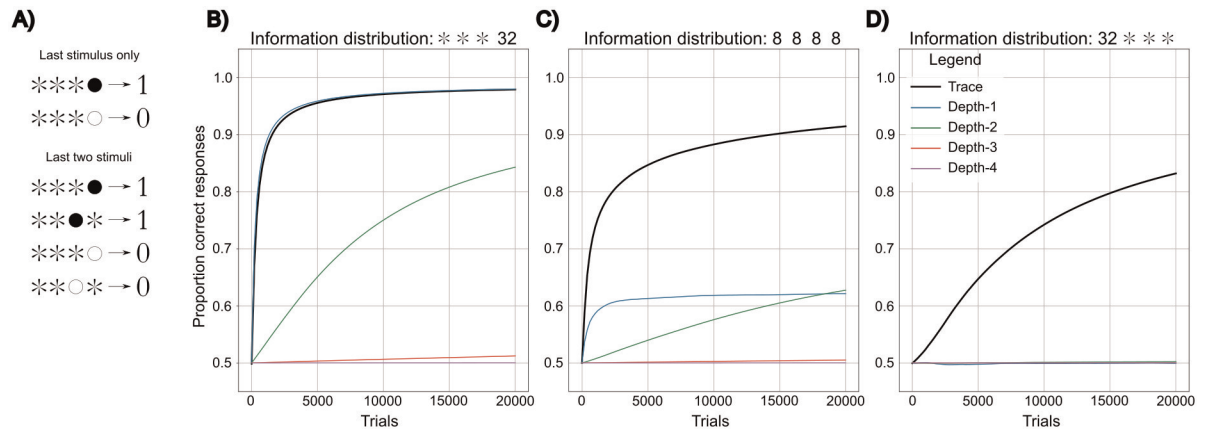 A)
Last stimulus only
***●→1
***○→0
Last two stimuli
***●→1
**●*→1
***○→0
**○*→0
B)
Information distribution: * * * 32
Proportion correct responses
1.0
0.9
0.8
0.7
0.6
0.5
0 5000 10000 15000 20000
Trials
C)
Information distribution: 8 8 8 8
1.0
0.9
0.8
0.7
0.6
0.5
0 5000 10000 15000 20000
Trials
D)
Information distribution: 32 * * *
Legend
Trace
Depth-1
Depth-2
Depth-3
Depth-4
1.0
0.9
0.8
0.7
0.6
0.5
0 5000 10000 15000 20000
Trials